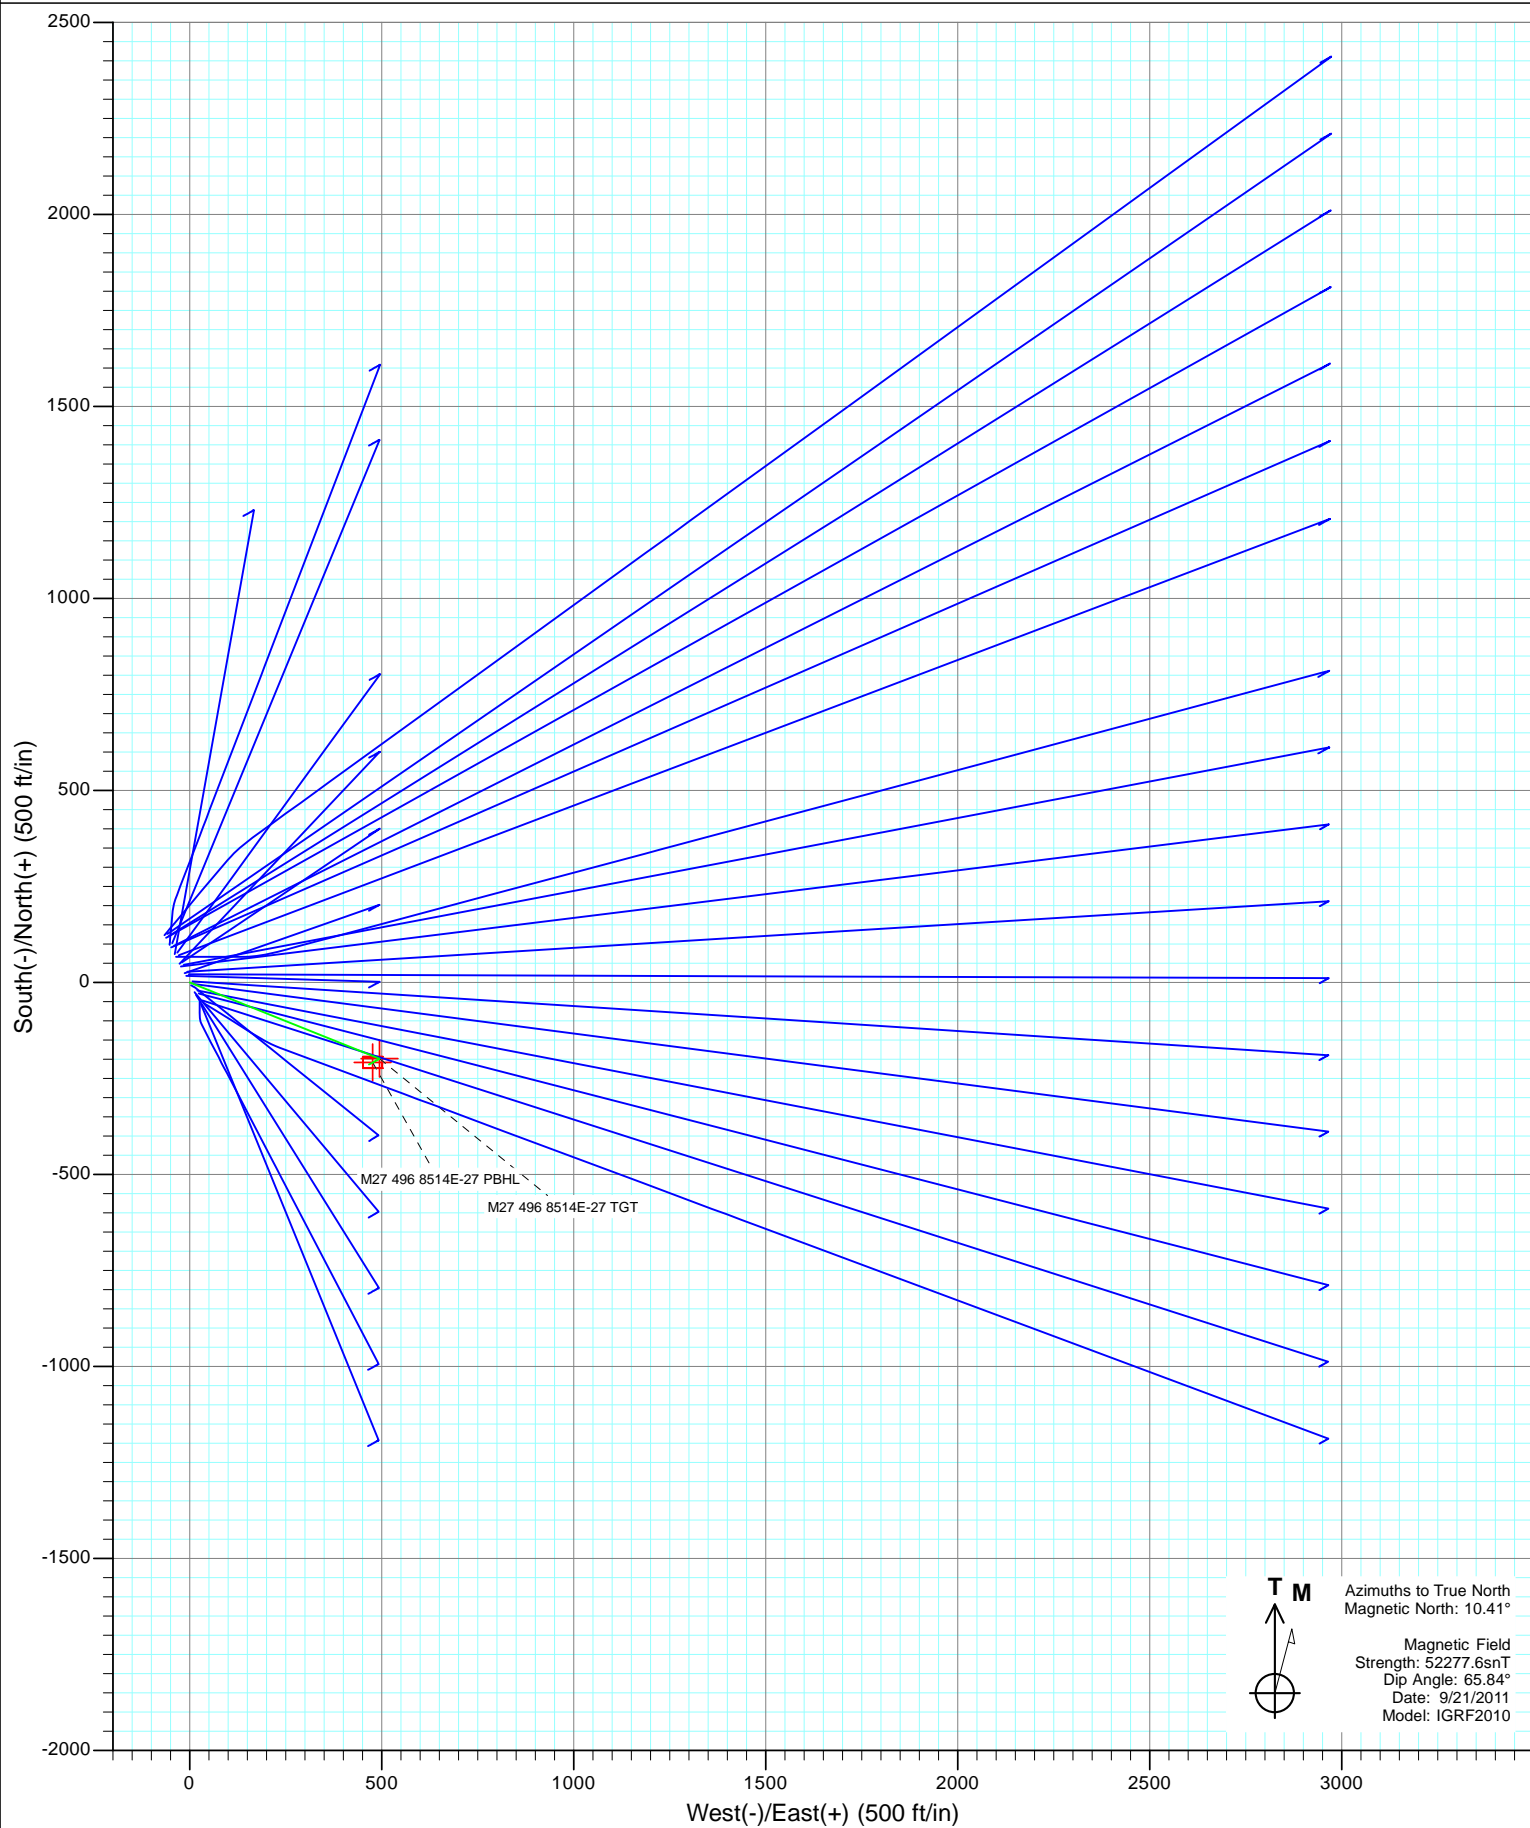 2500
2000
1500
1000
500
0
-500
-1000
-1500
-2000
South(-)/North(+) (500 ft/in)
M27 496 8514E-27 PBHL
M27 496 8514E-27 TGT
T M
Azimuths to True North
Magnetic North: 10.41°
Magnetic Field
Strength: 52277.6snT
Dip Angle: 65.84°
Date: 9/21/2011
Model: IGRF2010
0 500 1000 1500 2000 2500 3000
West(-)/East(+) (500 ft/in)